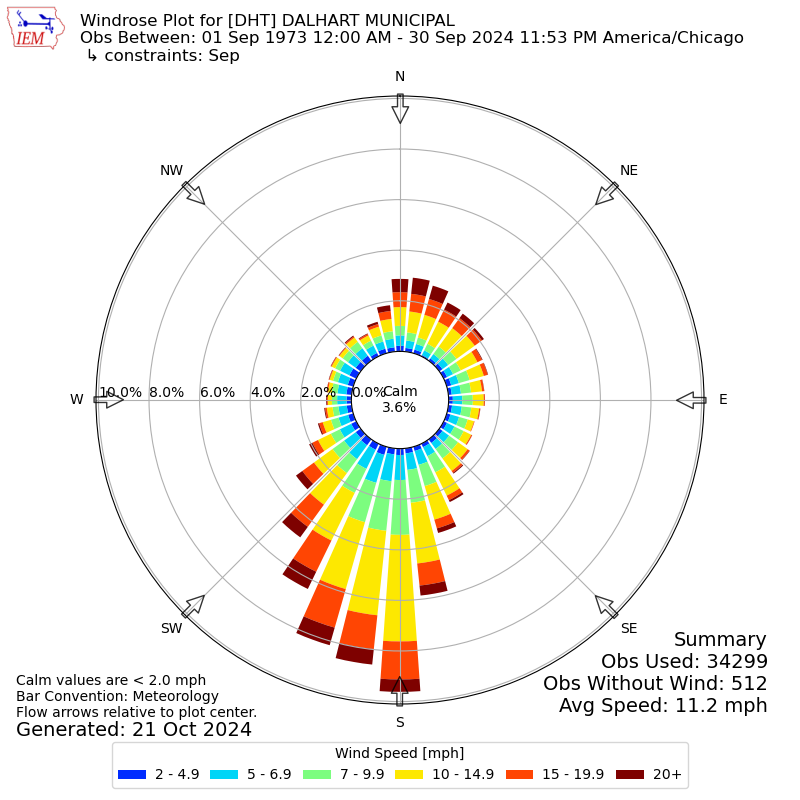 IEM
Windrose Plot for [DHT] DALHART MUNICIPAL
Obs Between: 01 Sep 1973 12:00 AM - 30 Sep 2024 11:53 PM America/Chicago
↳ constraints: Sep
N
NW
NE
W
10.0%
8.0%
6.0%
4.0%
2.0%
0.0%
Calm
3.6%
E
SW
SE
S
Summary
Obs Used: 34299
Obs Without Wind: 512
Avg Speed: 11.2 mph
Calm values are < 2.0 mph
Bar Convention: Meteorology
Flow arrows relative to plot center.
Generated: 21 Oct 2024
Wind Speed [mph]
2 - 4.9 5 - 6.9 7 - 9.9 10 - 14.9 15 - 19.9 20+